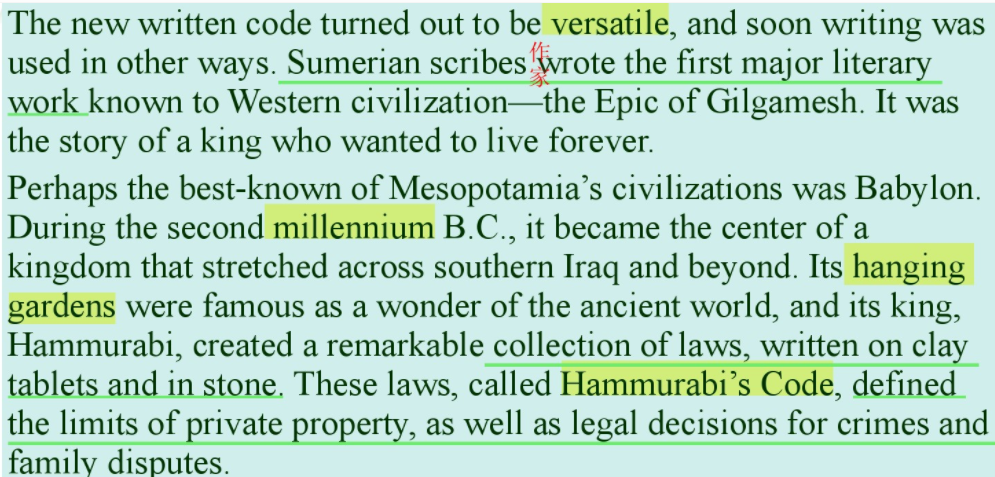 The new written code turned out to be versatile, and soon writing was
used in other ways. Sumerian scribes wrote the first major literary
作家
work known to Western civilization—the Epic of Gilgamesh. It was
the story of a king who wanted to live forever.
Perhaps the best-known of Mesopotamia’s civilizations was Babylon.
During the second millennium B.C., it became the center of a
kingdom that stretched across southern Iraq and beyond. Its hanging
gardens were famous as a wonder of the ancient world, and its king,
Hammurabi, created a remarkable collection of laws, written on clay
tablets and in stone. These laws, called Hammurabi’s Code, defined
the limits of private property, as well as legal decisions for crimes and
family disputes.